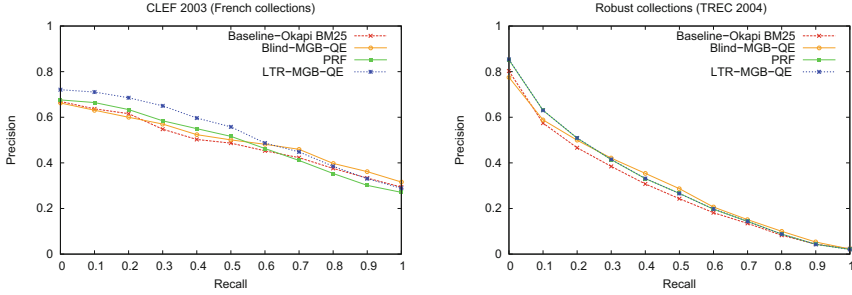 CLEF 2003 (French collections)
Precision
1
0.8
0.6
0.4
0.2
0
Baseline-Okapi BM25
Blind-MGB-QE
PRF
LTR-MGB-QE
0 0.1 0.2 0.3 0.4 0.5 0.6 0.7 0.8 0.9 1
Recall
Robust collections (TREC 2004)
Precision
1
0.8
0.6
0.4
0.2
0
Baseline-Okapi BM25
Blind-MGB-QE
PRF
LTR-MGB-QE
0 0.1 0.2 0.3 0.4 0.5 0.6 0.7 0.8 0.9 1
Recall